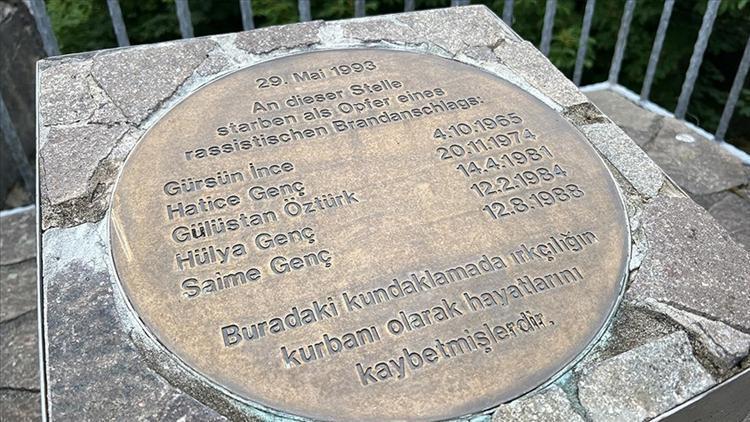 29. Mai 1993
An dieser Stelle
starben als Opfer eines
rassistischen Brandanschlags:
Gürsün İnce 4.10.1965
Hatice Genç 20.11.1974
Gülüstan Öztürk 14.4.1981
Hülya Genç 12.2.1984
Saime Genç 12.8.1988
Buradaki kundaklamada ırkçılığın
kurbanı olarak hayatlarını
kaybetmişlerdir.